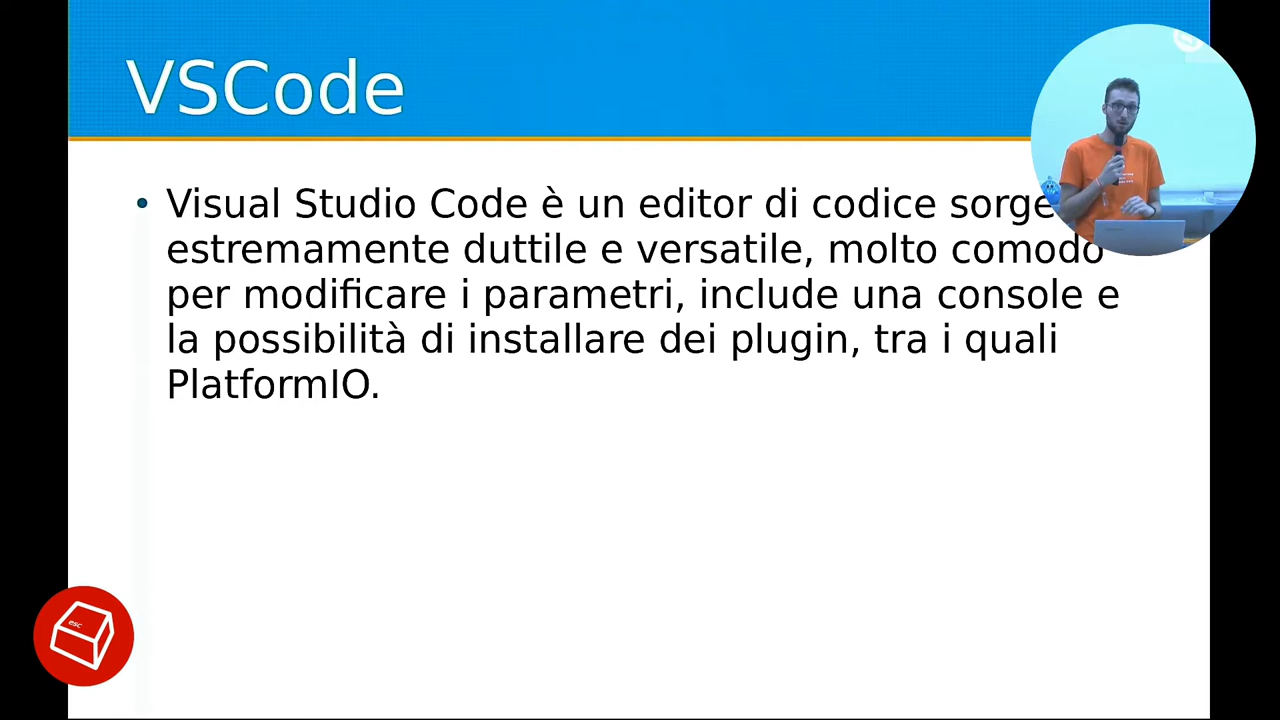 VSCode
• Visual Studio Code è un editor di codice
estremamente duttile e versatile, molto comodo
per modificare i parametri, include una console e
la possibilità di installare dei plugin, tra i quali
PlatformIO.
esc